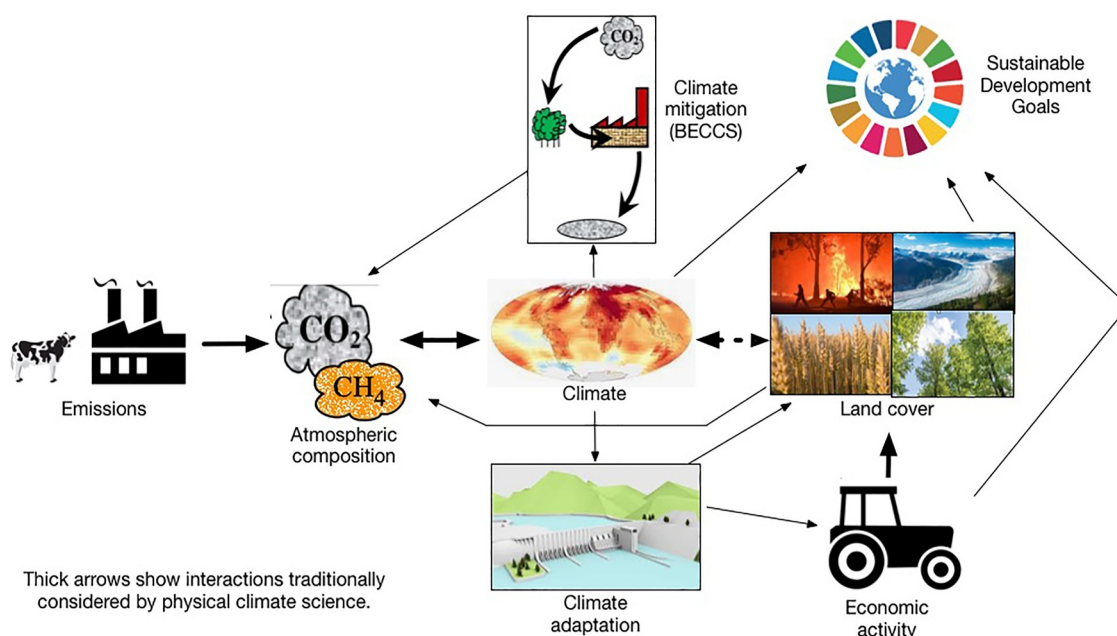 CO2
Climate
mitigation
(BECCS)
Sustainable
Development
Goals
CO2
CH4
Emissions
Atmospheric
composition
Climate
Land cover
Climate
adaptation
Economic
activity
Thick arrows show interactions traditionally
considered by physical climate science.